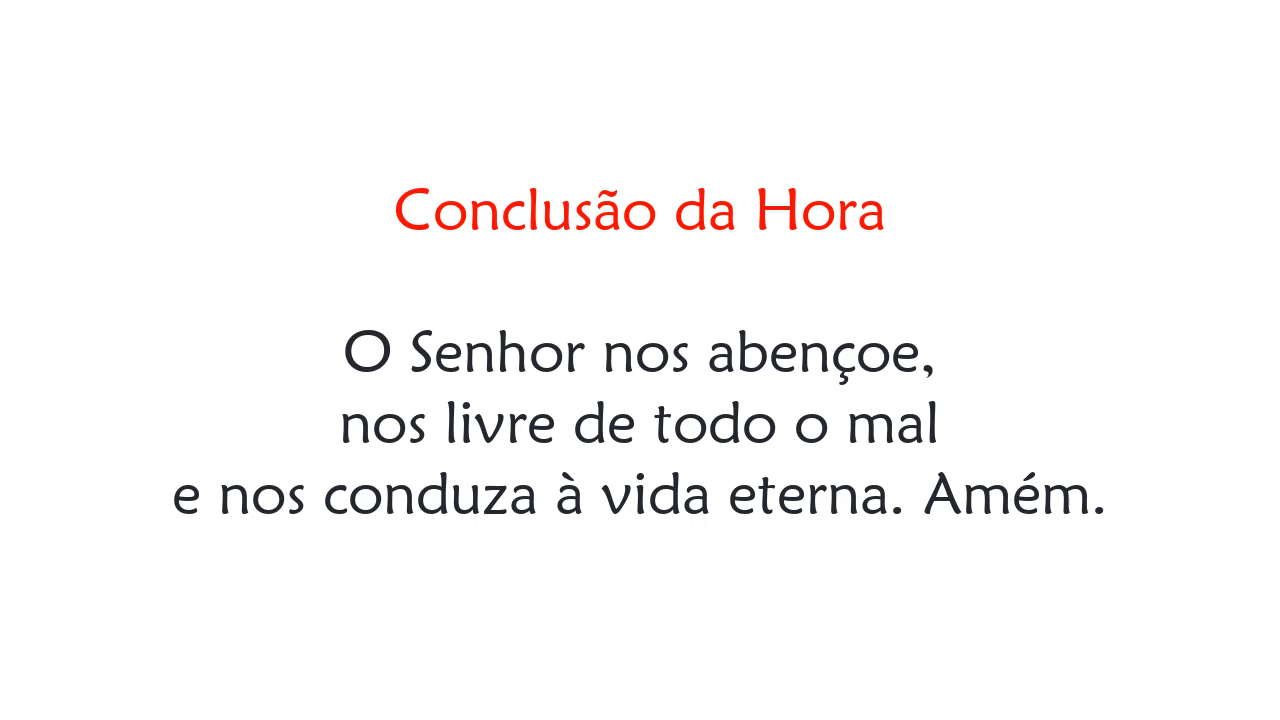 Conclusão da Hora
O Senhor nos abençoe,
nos livre de todo o mal
e nos conduza à vida eterna. Amém.